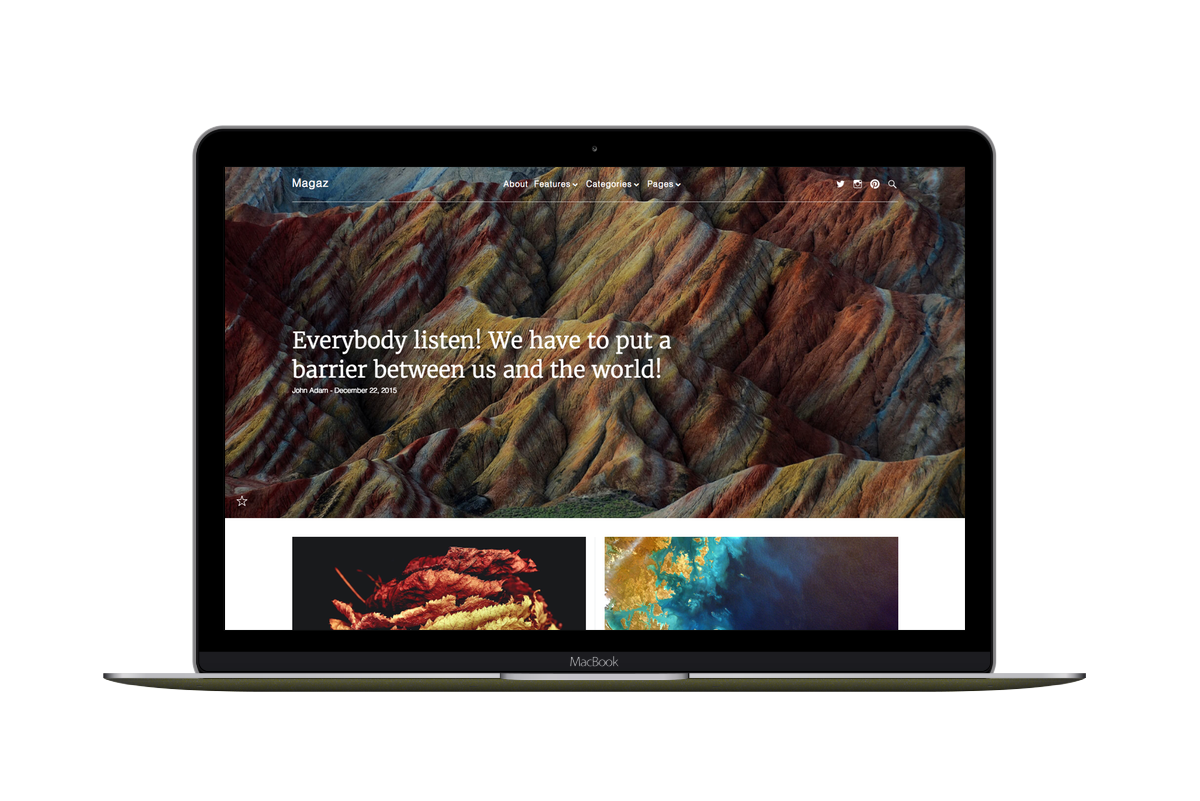 Magaz
About Features Categories Pages
Everybody listen! We have to put a
barrier between us and the world!
John Adam - December 22, 2015
MacBook